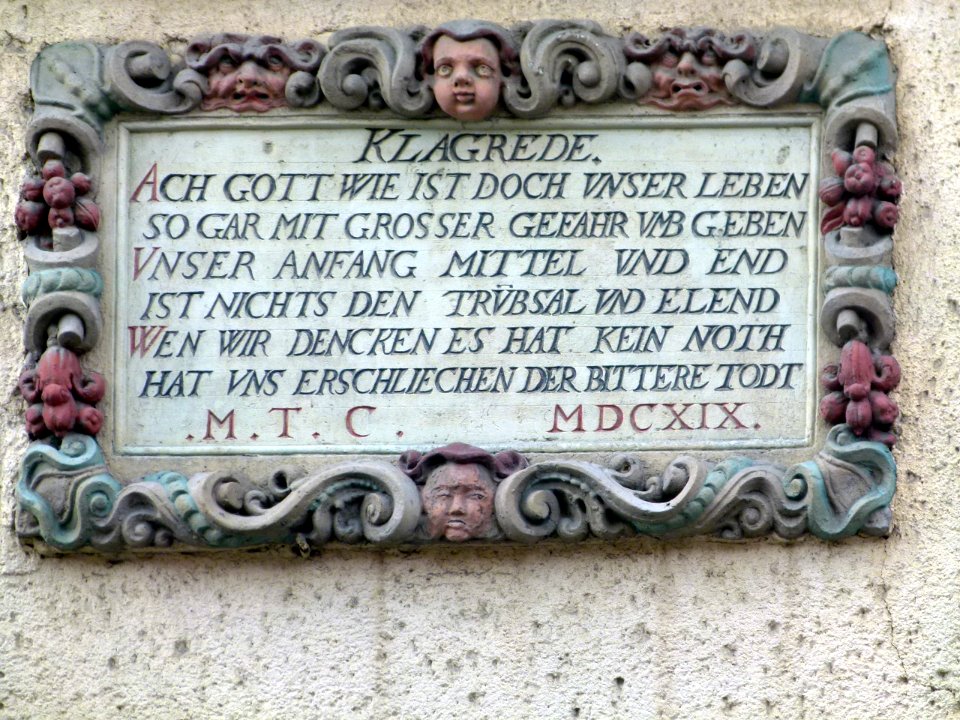 KLAGREDE.
ACH GOTT WIE IST DOCH VNSER LEBEN
SO GAR MIT GROSSER GEFAHR VMB GEBEN
VNSER ANFANG MITTEL VND END
IST NICHTS DEN TRÜBSAL VND ELEND
WEN WIR DENCKEN ES HAT KEIN NOTH
HAT VNS ERSCHLIECHEN DER BITTERE TODT
.M.T.C. MDCXIX.